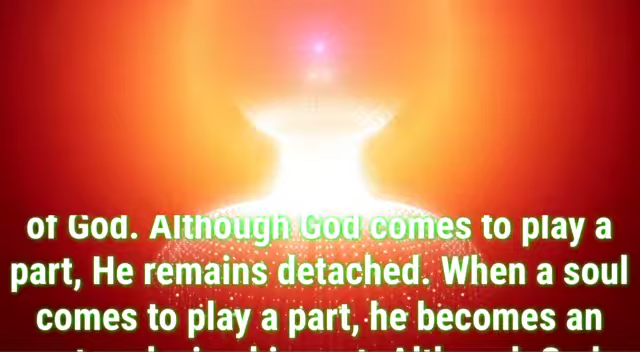 of God. Although God comes to play a
part, He remains detached. When a soul
comes to play a part, he becomes an